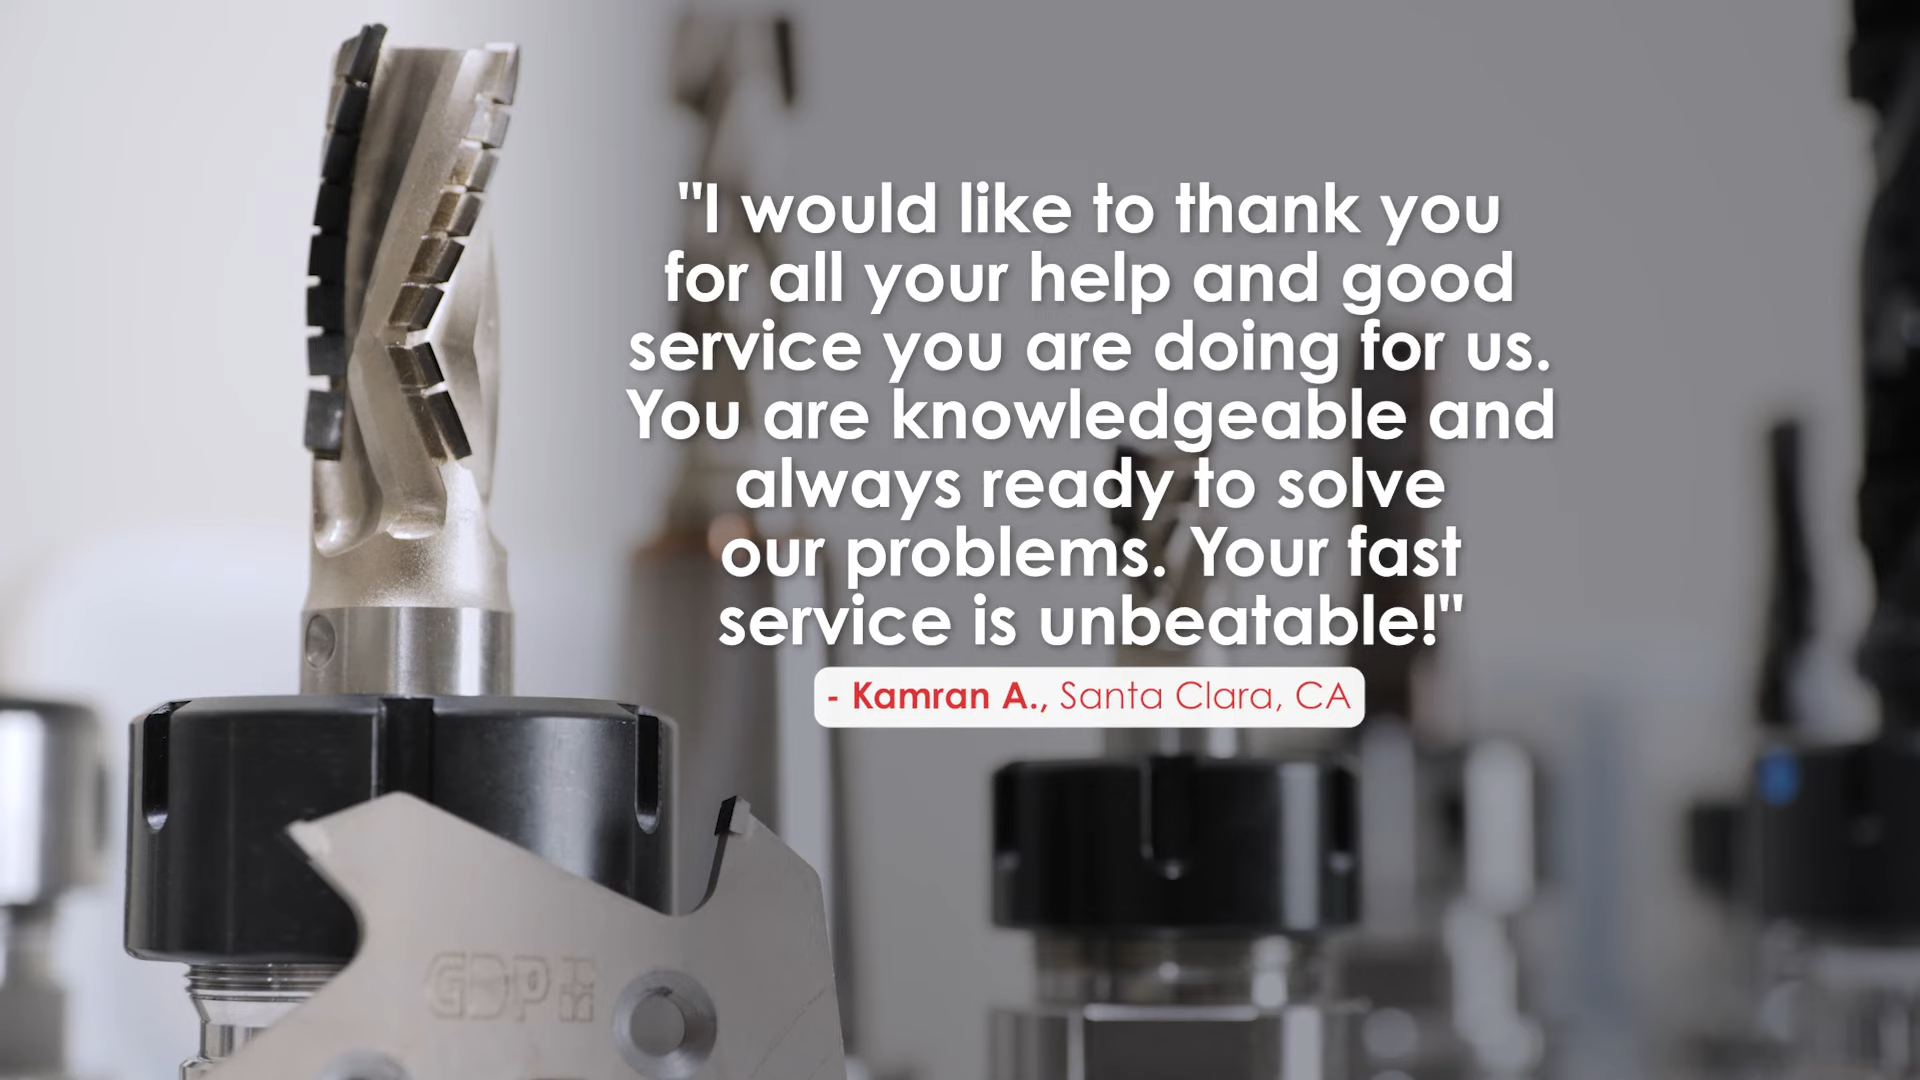 "I would like to thank you
for all your help and good
service you are doing for us.
You are knowledgeable and
always ready to solve
our problems. Your fast
service is unbeatable!"
- Kamran A., Santa Clara, CA
GDP